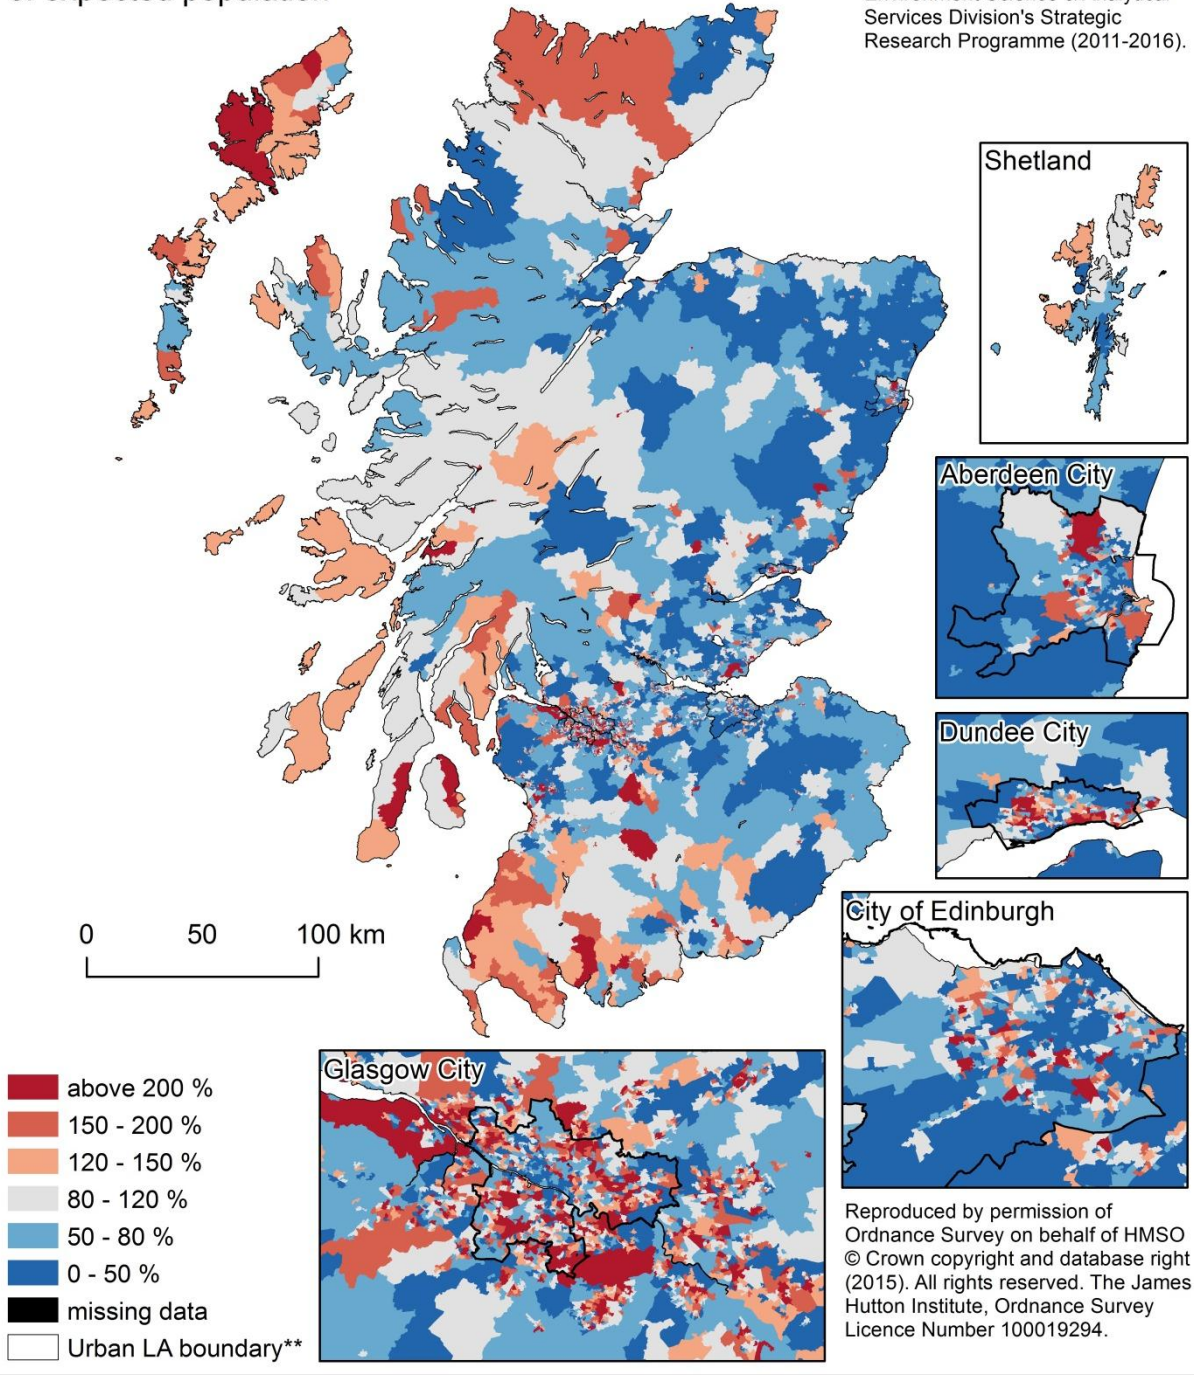 of expected population
Services Division's Strategic
Research Programme (2011-2016).
Shetland
Aberdeen City
Dundee City
City of Edinburgh
0 50 100 km
Glasgow City
above 200 %
150 - 200 %
120 - 150 %
80 - 120 %
50 - 80 %
0 - 50 %
missing data
Urban LA boundary**
Reproduced by permission of
Ordnance Survey on behalf of HMSO
© Crown copyright and database right
(2015). All rights reserved. The James
Hutton Institute, Ordnance Survey
Licence Number 100019294.